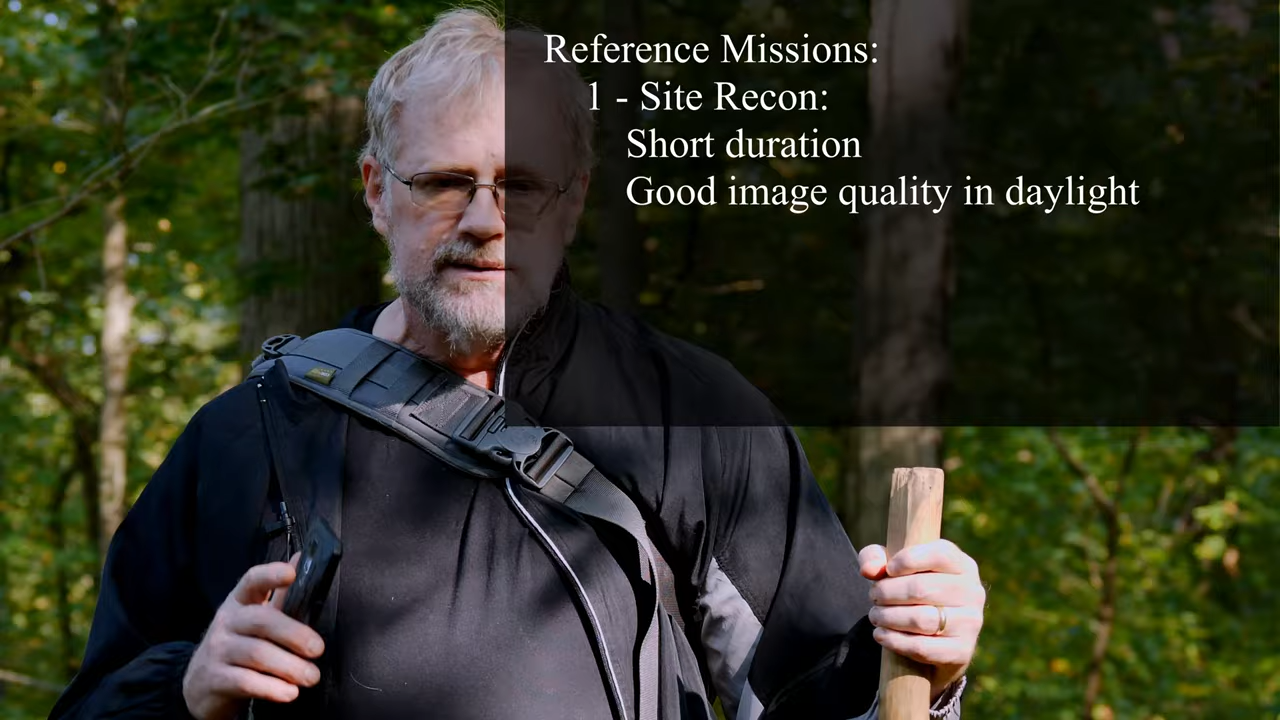 Reference Missions:
1 - Site Recon:
Short duration
Good image quality in daylight